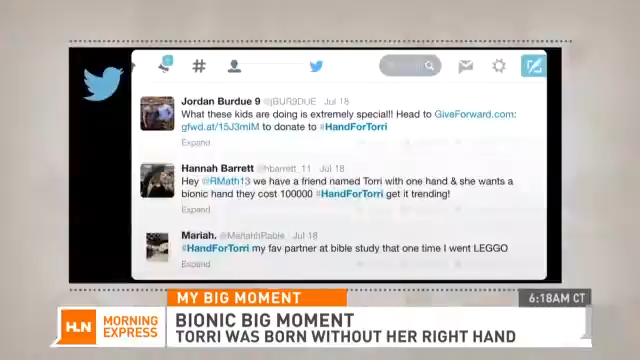 #
Jordan Burdue 9 @jBUR9DUE Jul 18
What these kids are doing is extremely special!! Head to GiveForward.com:
gfwd.at/15J3mIM to donate to #HandForTorri
Expand
Hannah Barrett @hbarrett_11 Jul 18
Hey @RMath13 we have a friend named Torri with one hand & she wants a
bionic hand they cost 100000 #HandForTorri get it trending!
Expand
Mariah. @MariahhRable Jul 18
#HandForTorri my fav partner at bible study that one time I went LEGGO
Expand
MY BIG MOMENT
6:18AM CT
HLN
MORNING
EXPRESS
BIONIC BIG MOMENT
TORRI WAS BORN WITHOUT HER RIGHT HAND